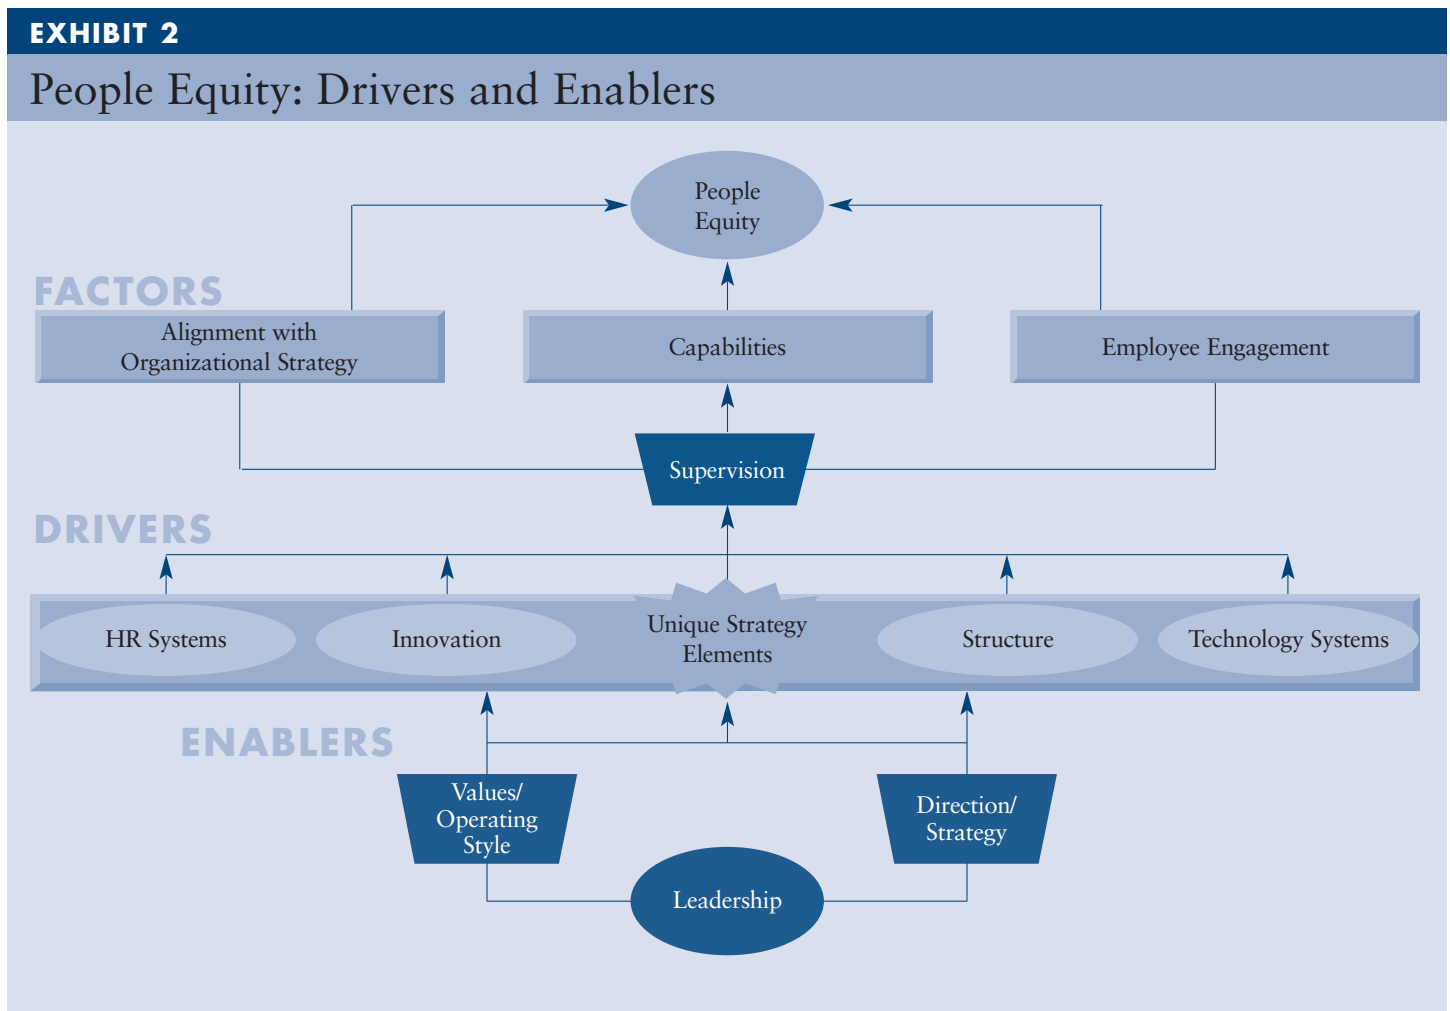 EXHIBIT 2
People Equity: Drivers and Enablers
People
Equity
FACTORS
Alignment with
Organizational Strategy
Capabilities
Employee Engagement
Supervision
DRIVERS
HR Systems
Innovation
Unique Strategy
Elements
Structure
Technology Systems
ENABLERS
Values/
Operating
Style
Direction/
Strategy
Leadership